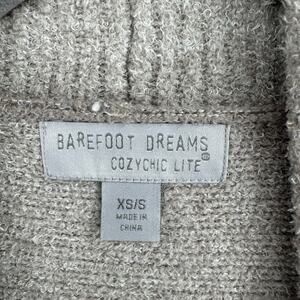 BAREFOOT DREAMS
COZYCHIC LITE®
XS/S
MADE IN
CHINA